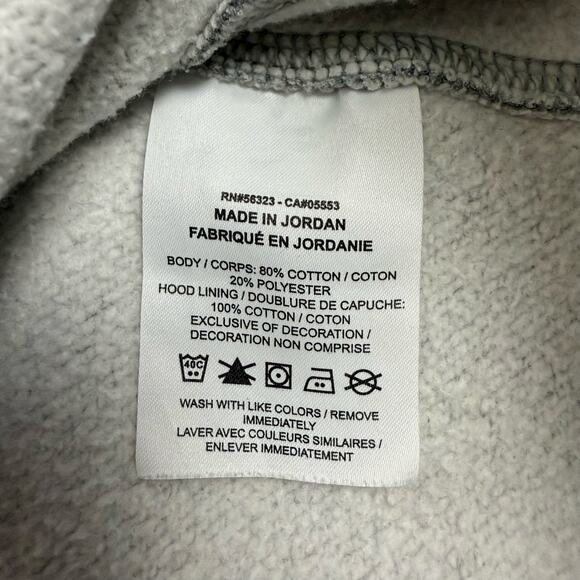 RN#56323 - CA#05553
MADE IN JORDAN
FABRIQUÉ EN JORDANIE
BODY / CORPS: 80% COTTON / COTON
20% POLYESTER
HOOD LINING / DOUBLURE DE CAPUCHE:
100% COTTON / COTON
EXCLUSIVE OF DECORATION /
DECORATION NON COMPRISE
40C
WASH WITH LIKE COLORS / REMOVE
IMMEDIATELY
LAVER AVEC COULEURS SIMILAIRES /
ENLEVER IMMÉDIATEMENT